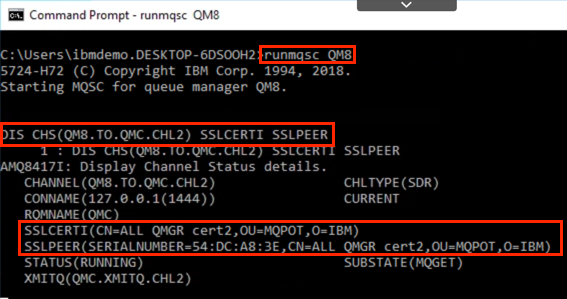 Command Prompt - runmqsc  QM8
C:\Users\ibmdemo.DESKTOP-6DSOOH2>runmqsc QM8
5724-H72 (C) Copyright IBM Corp. 1994, 2018.
Starting MQSC for queue manager QM8.
DIS CHS(QM8.TO.QMC.CHL2) SSLCERTI SSLPEER
1 : DIS CHS(QM8.TO.QMC.CHL2) SSLCERTI SSLPEER
AMQ8417I: Display Channel Status details.
CHANNEL(QM8.TO.QMC.CHL2) CHLTYPE(SDR)
CONNAME(127.0.0.1(1444)) CURRENT
RQMNAME(QMC)
SSLCERTI(CN=ALL QMGR cert2,OU=MQPOT,O=IBM)
SSLPEER(SERIALNUMBER=54:DC:A8:3E,CN=ALL QMGR cert2,OU=MQPOT,O=IBM)
STATUS(RUNNING) SUBSTATE(MQGET)
XMITQ(QMC.XMITQ.CHL2)